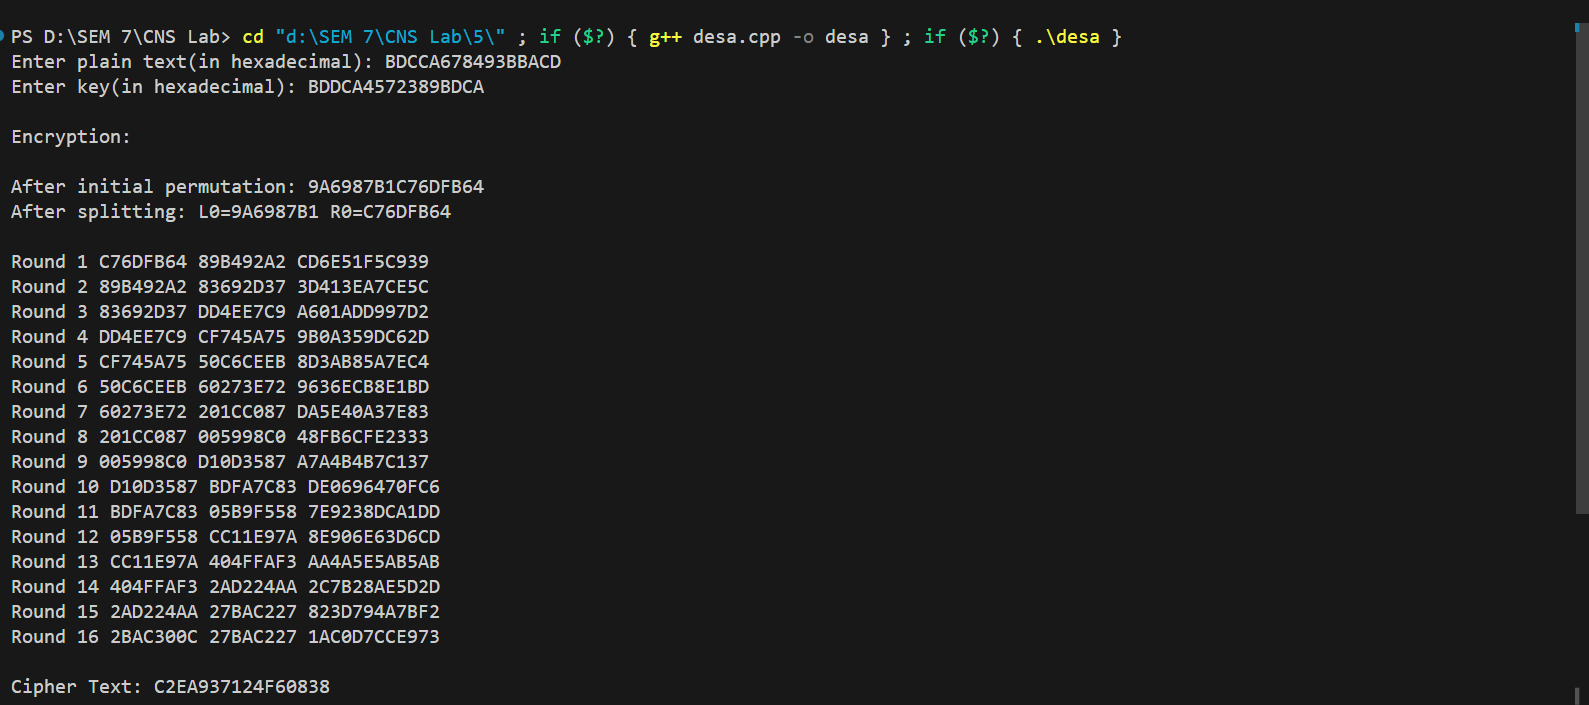 PS D:\SEM 7\CNS Lab> cd "d:\SEM 7\CNS Lab\5\" ; if ($?) { g++ desa.cpp -o desa } ; if ($?) { .\desa }
Enter plain text(in hexadecimal): BDCCA678493BBACD
Enter key(in hexadecimal): BDDCA4572389BDCA
Encryption:
After initial permutation: 9A6987B1C76DFB64
After splitting: L0=9A6987B1 R0=C76DFB64
Round 1 C76DFB64 89B492A2 CD6E51F5C939
Round 2 89B492A2 83692D37 3D413EA7CE5C
Round 3 83692D37 DD4EE7C9 A601ADD997D2
Round 4 DD4EE7C9 CF745A75 9B0A359DC62D
Round 5 CF745A75 50C6CEEB 8D3AB85A7EC4
Round 6 50C6CEEB 60273E72 9636ECB8E1BD
Round 7 60273E72 201CC087 DA5E40A37E83
Round 8 201CC087 005998C0 48FB6CFE2333
Round 9 005998C0 D10D3587 A7A4B4B7C137
Round 10 D10D3587 BDFA7C83 DE0696470FC6
Round 11 BDFA7C83 05B9F558 7E9238DCA1DD
Round 12 05B9F558 CC11E97A 8E906E63D6CD
Round 13 CC11E97A 404FFAF3 AA4A5E5AB5AB
Round 14 404FFAF3 2AD224AA 2C7B28AE5D2D
Round 15 2AD224AA 27BAC227 823D794A7BF2
Round 16 2BAC300C 27BAC227 1AC0D7CCE973
Cipher Text: C2EA937124F60838